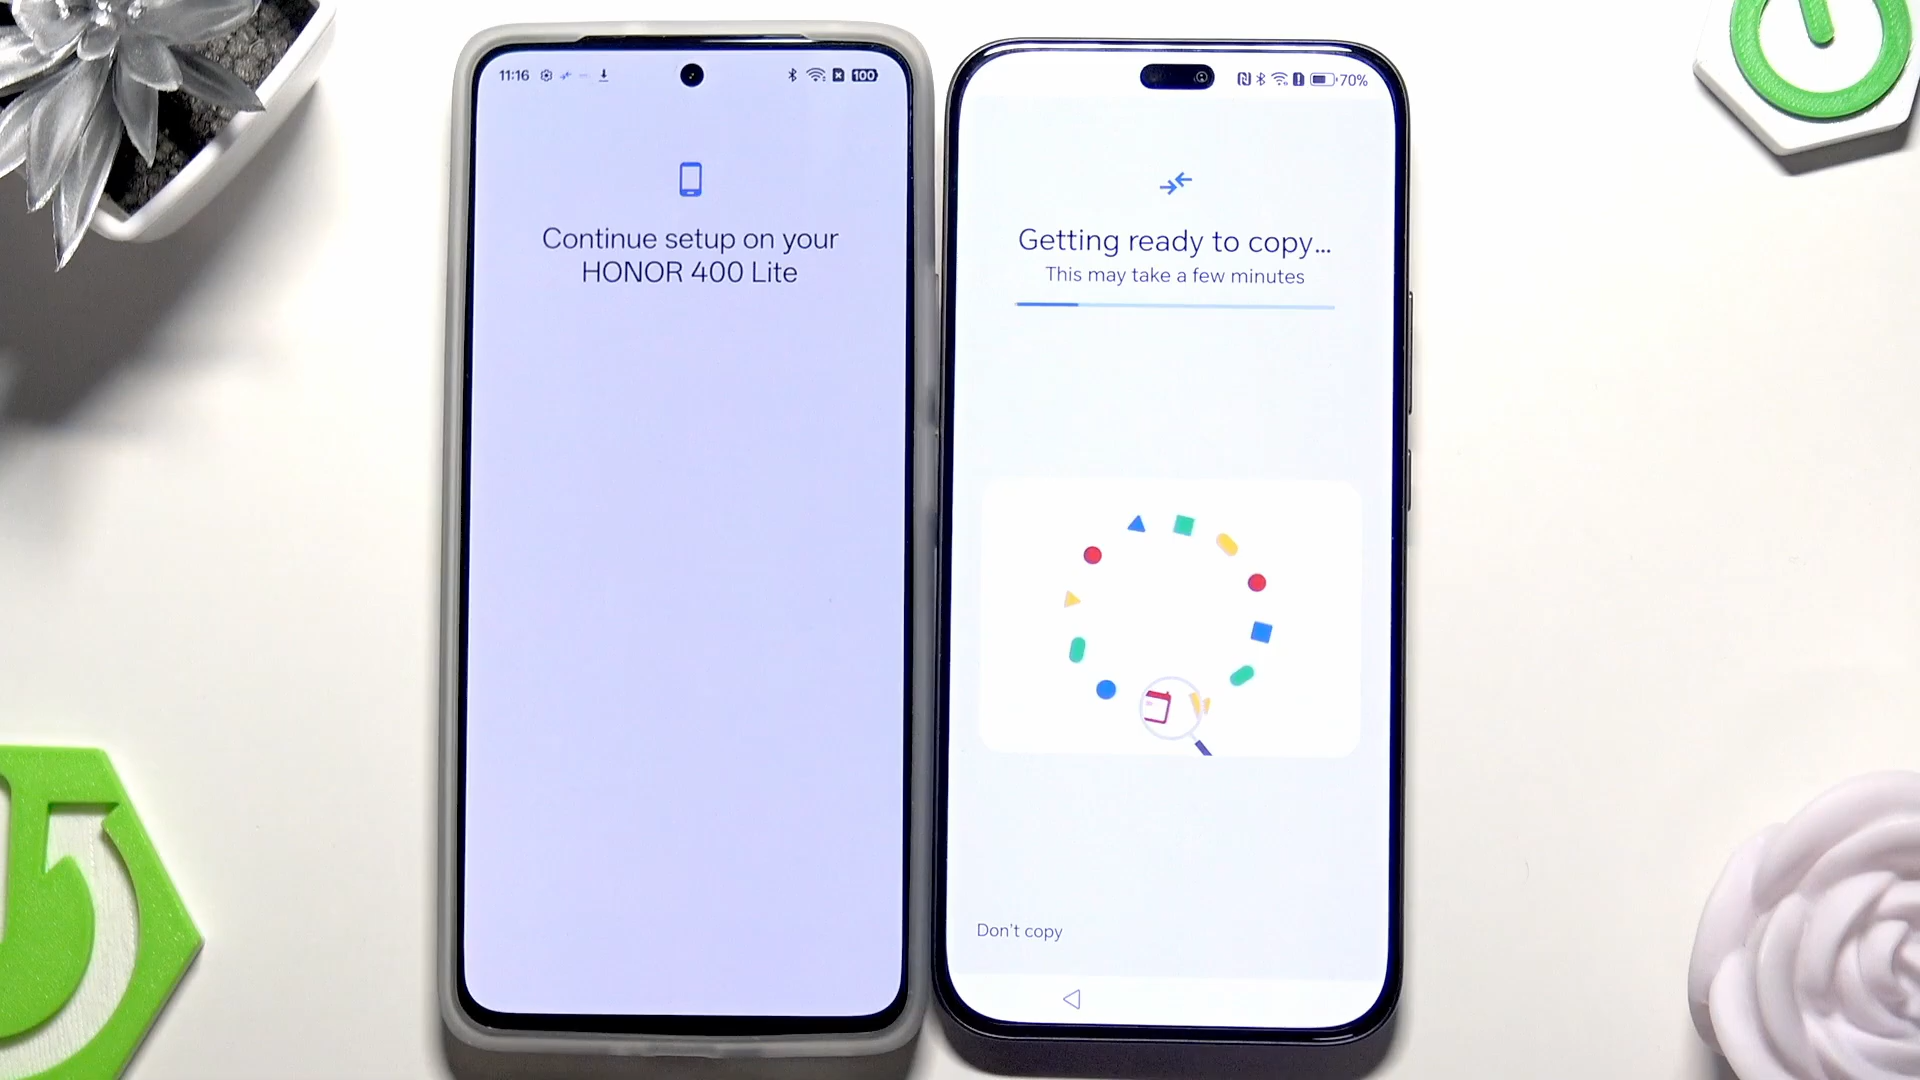 11:16
100
Continue setup on your
HONOR 400 Lite
70%
Getting ready to copy...
This may take a few minutes
Don't copy